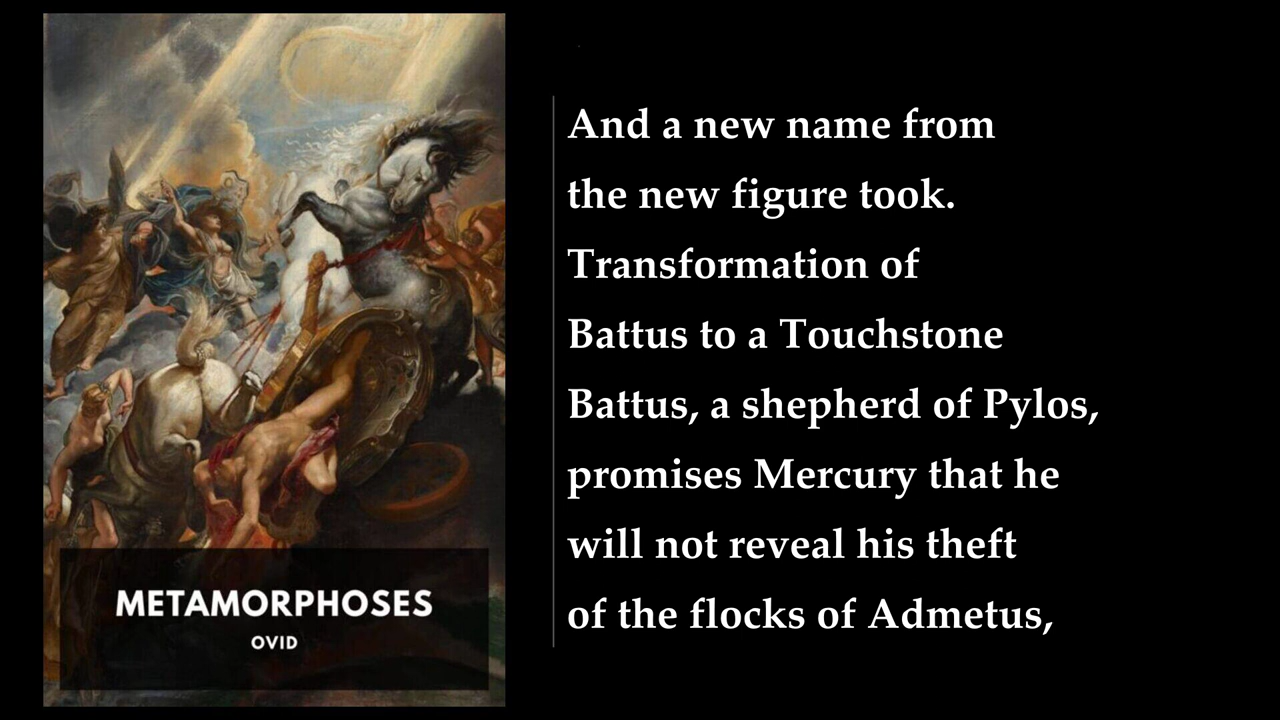 METAMORPHOSES
OVID
And a new name from
the new figure took.
Transformation of
Battus to a Touchstone
Battus, a shepherd of Pylos,
promises Mercury that he
will not reveal his theft
of the flocks of Admetus,